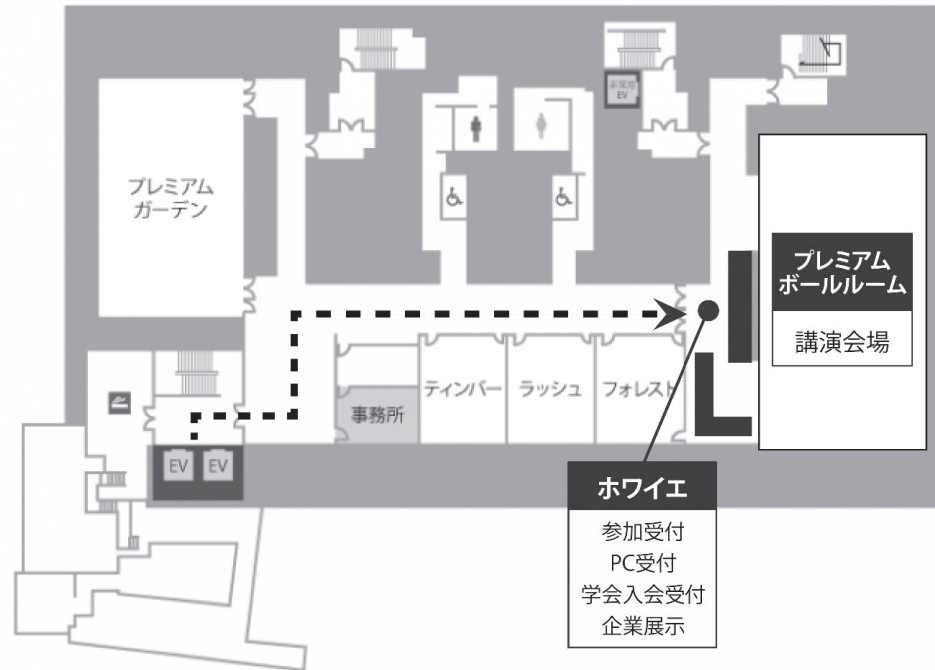 非常用
EV
プレミアム
ガーデン
プレミアム
ボールルーム
講演会場
ティンバー
ラッシュ
フォレスト
事務所
EV
EV
ホワイエ
参加受付
PC受付
学会入会受付
企業展示